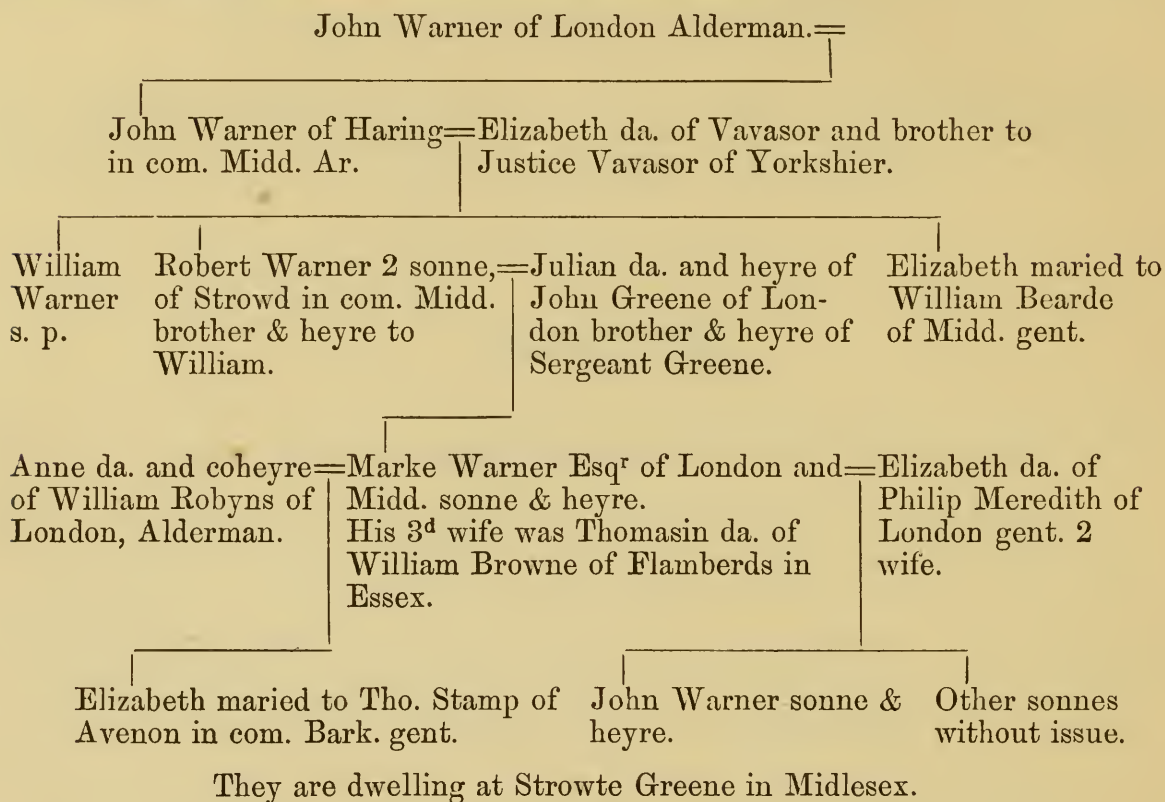 John Warner of London Alderman.=
John Warner of Haring=Elizabeth da. of Vavasor and brother to
in com. Midd. Ar.
Justice Vavasor of Yorkshier.
William
Warner
s. p.
Robert Warner 2 sonne,=Julian da. and heyre of
of Strowd in com. Midd.
brother & heyre to
William.
John Greene of Lon-
don brother & heyre of
Sergeant Greene.
Elizabeth maried to
William Bearde
of Midd. gent.
Anne da. and coheyre=Marke Warner Esqʳ of London and=Elizabeth da. of
of William Robyns of
London, Alderman.
Midd. sonne & heyre.
His 3ᵈ wife was Thomasin da. of
William Browne of Flamberds in
Essex.
Philip Meredith of
London gent. 2
wife.
Elizabeth maried to Tho. Stamp of
Avenon in com. Bark. gent.
John Warner sonne &
heyre.
Other sonnes
without issue.
They are dwelling at Strowte Greene in Midlesex.